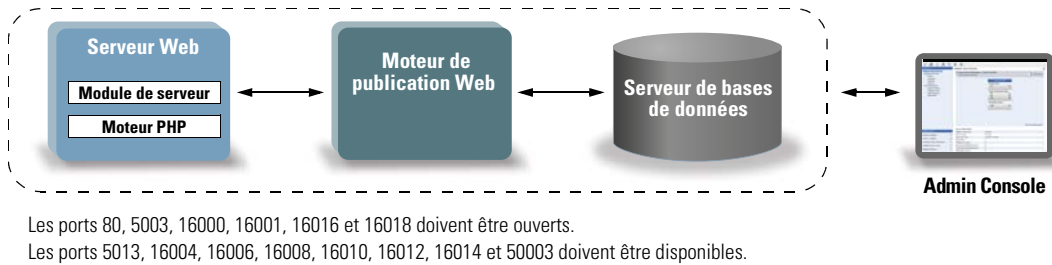 Serveur Web
Module de serveur
Moteur PHP
Moteur de
publication Web
Serveur de bases
de données
Admin Console
Les ports 80, 5003, 16000, 16001, 16016 et 16018 doivent être ouverts.
Les ports 5013, 16004, 16006, 16008, 16010, 16012, 16014 et 50003 doivent être disponibles.